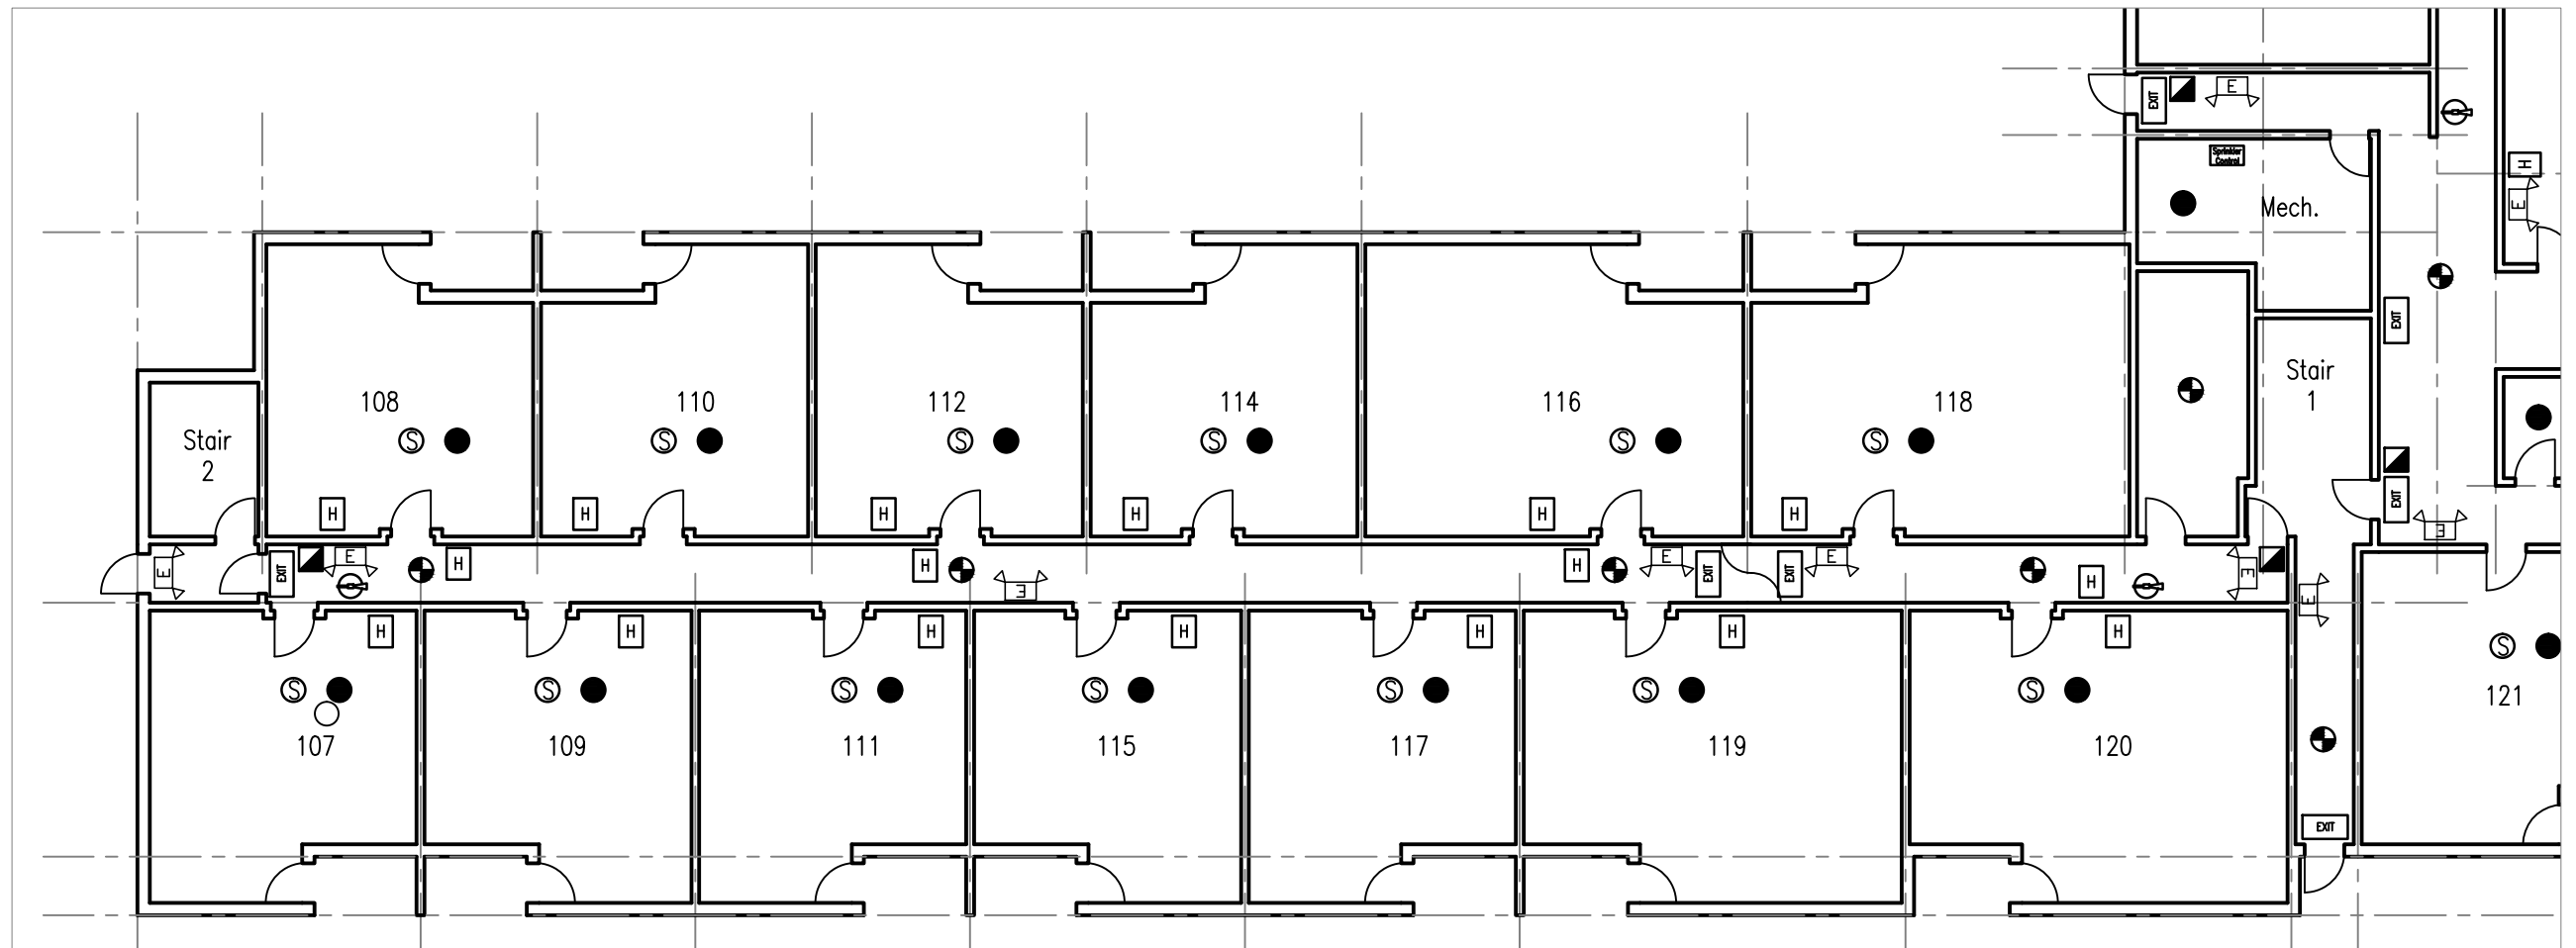 EXIT
E
Sprinkler
Control
H
E
Mech.
EXIT
Stair
1
108
110
112
114
116
118
Stair
2
S
S
S
S
S
S
H
H
H
H
H
H
EXIT
E
E
EXIT
E
H
H
E
H
E
EXIT
EXIT
E
H
E
E
H
H
H
H
H
H
H
S
S
S
S
S
S
S
S
107
109
111
115
117
119
120
121
EXIT